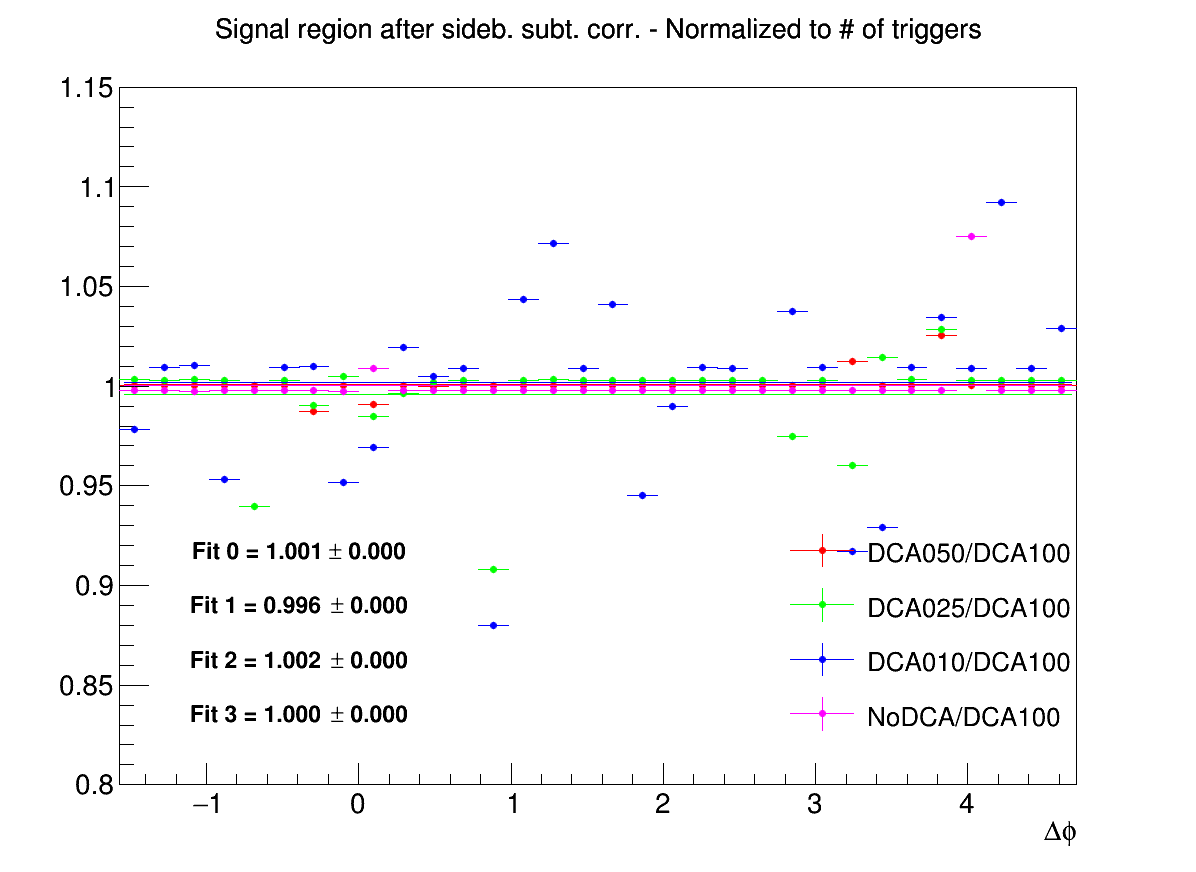 Signal region after sideb. subt. corr. - Normalized to # of triggers
1.15
1.1
1.05
1
0.95
0.9
0.85
0.8
Fit 0 = 1.001 ± 0.000
Fit 1 = 0.996 ± 0.000
Fit 2 = 1.002 ± 0.000
Fit 3 = 1.000 ± 0.000
DCA050/DCA100
DCA025/DCA100
DCA010/DCA100
NoDCA/DCA100
−1 0 1 2 3 4
Δϕ